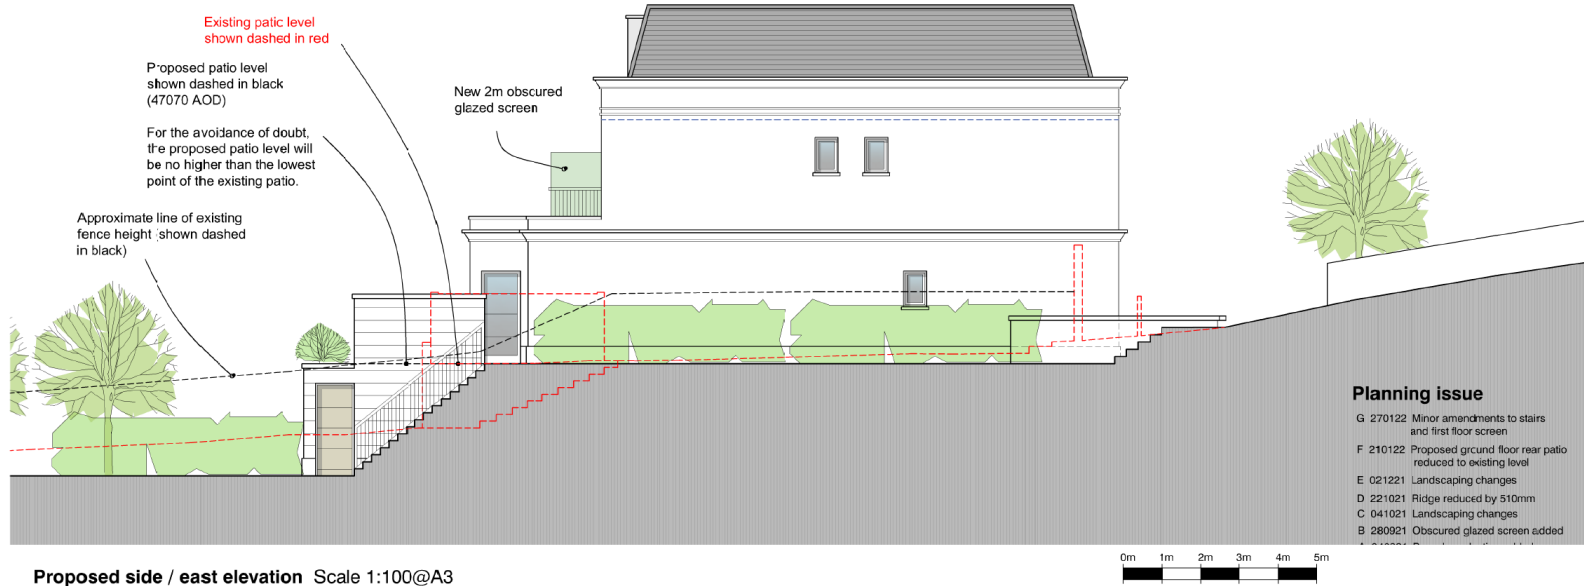 Existing patic level
shown dashed in red
Proposed patio level
shown dashed in black
(47070 AOD)
For the avoidance of doubt,
the proposed patio level will
be no higher than the lowest
point of the existing patio.
Approximate line of existing
fence height (shown dashed
in black)
New 2m obscured
glazed screen
Planning issue
G 270122 Minor amendments to stairs
and first floor screen
F 210122 Proposed ground floor rear patio
reduced to existing level
E 021221 Landscaping changes
D 221021 Ridge reduced by 510mm
C 041021 Landscaping changes
B 280921 Obscured glazed screen added
0m 1m 2m 3m 4m 5m
Proposed side / east elevation Scale 1:100@A3